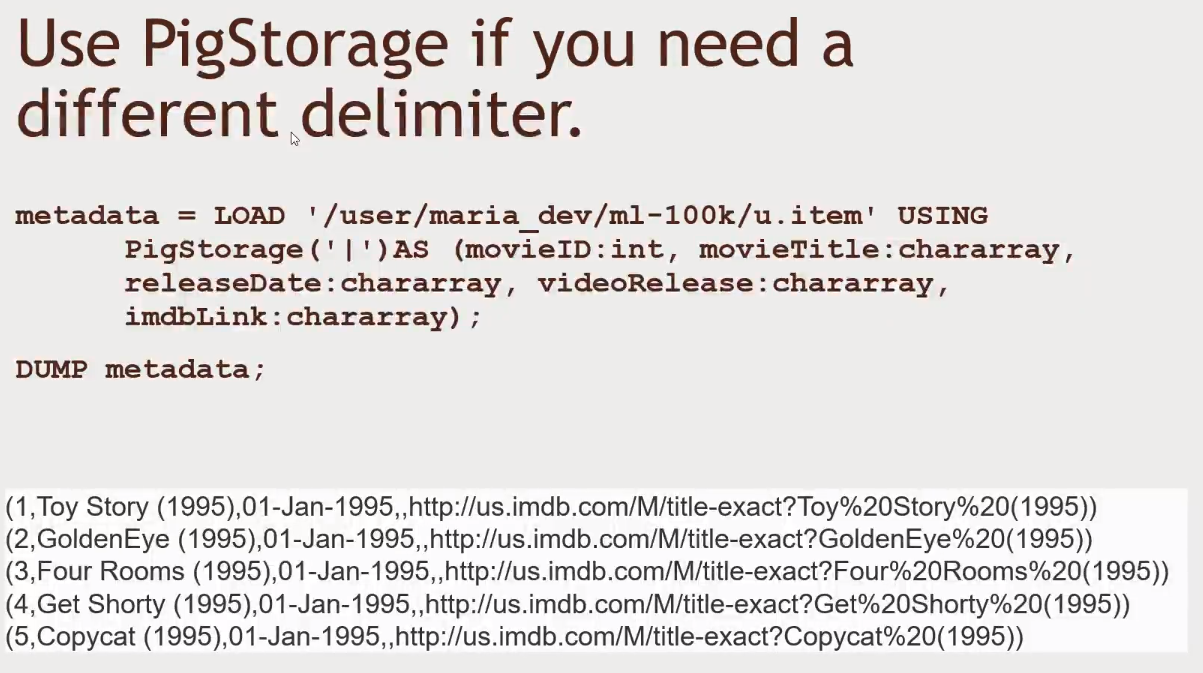 Use PigStorage if you need a
different delimiter.
metadata = LOAD '/user/maria_dev/ml-100k/u.item' USING
PigStorage('|')AS (movieID:int, movieTitle:chararray,
releaseDate:chararray, videoRelease:chararray,
imdbLink:chararray);
DUMP metadata;
(1,Toy Story (1995),01-Jan-1995,,http://us.imdb.com/M/title-exact?Toy%20Story%20(1995))
(2,GoldenEye (1995),01-Jan-1995,,http://us.imdb.com/M/title-exact?GoldenEye%20(1995))
(3,Four Rooms (1995),01-Jan-1995,,http://us.imdb.com/M/title-exact?Four%20Rooms%20(1995))
(4,Get Shorty (1995),01-Jan-1995,,http://us.imdb.com/M/title-exact?Get%20Shorty%20(1995))
(5,Copycat (1995),01-Jan-1995,,http://us.imdb.com/M/title-exact?Copycat%20(1995))